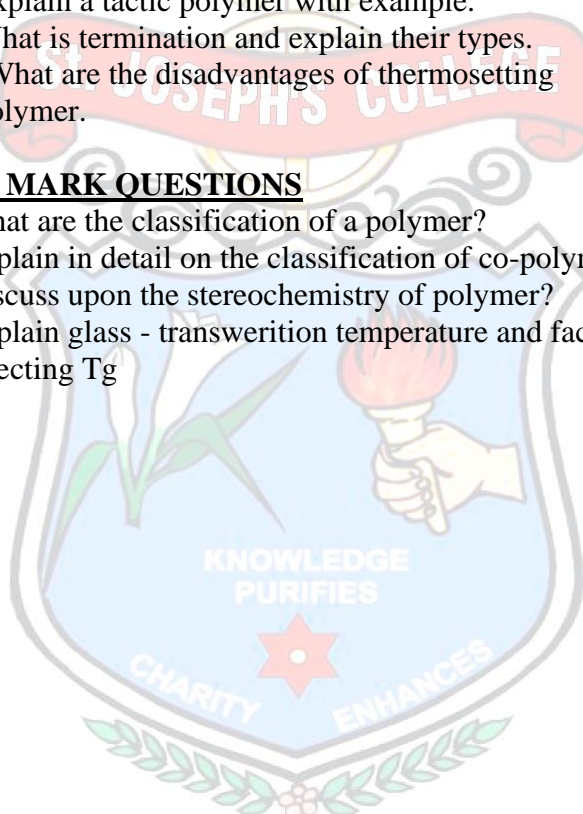 xplain a tactic polymer with example.
What is termination and explain their types.
What are the disadvantages of thermosetting
olymer.
St. JOSEPH'S COLLEGE
MARK QUESTIONS
hat are the classification of a polymer?
plain in detail on the classification of co-polym
scuss upon the stereochemistry of polymer?
plain glass - transwerition temperature and fac
ecting Tg
KNOWLEDGE
PURIFIES
CHARITY
ENHANCES